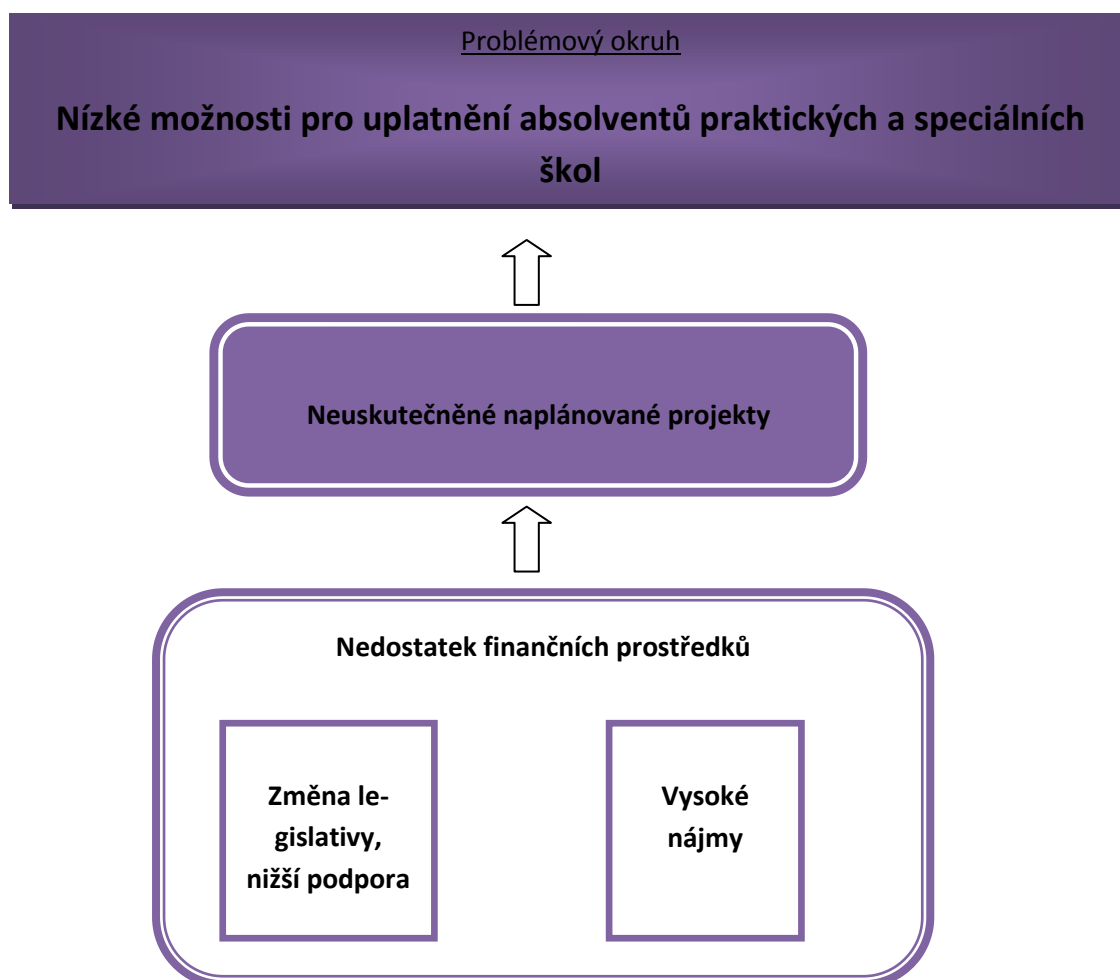 Problémový okruh
Nízké možnosti pro uplatnění absolventů praktických a speciálních
škol
Neuskutečněné naplánované projekty
Nedostatek finančních prostředků
Změna le-
gislativy,
nižší podpora
Vysoké
nájmy